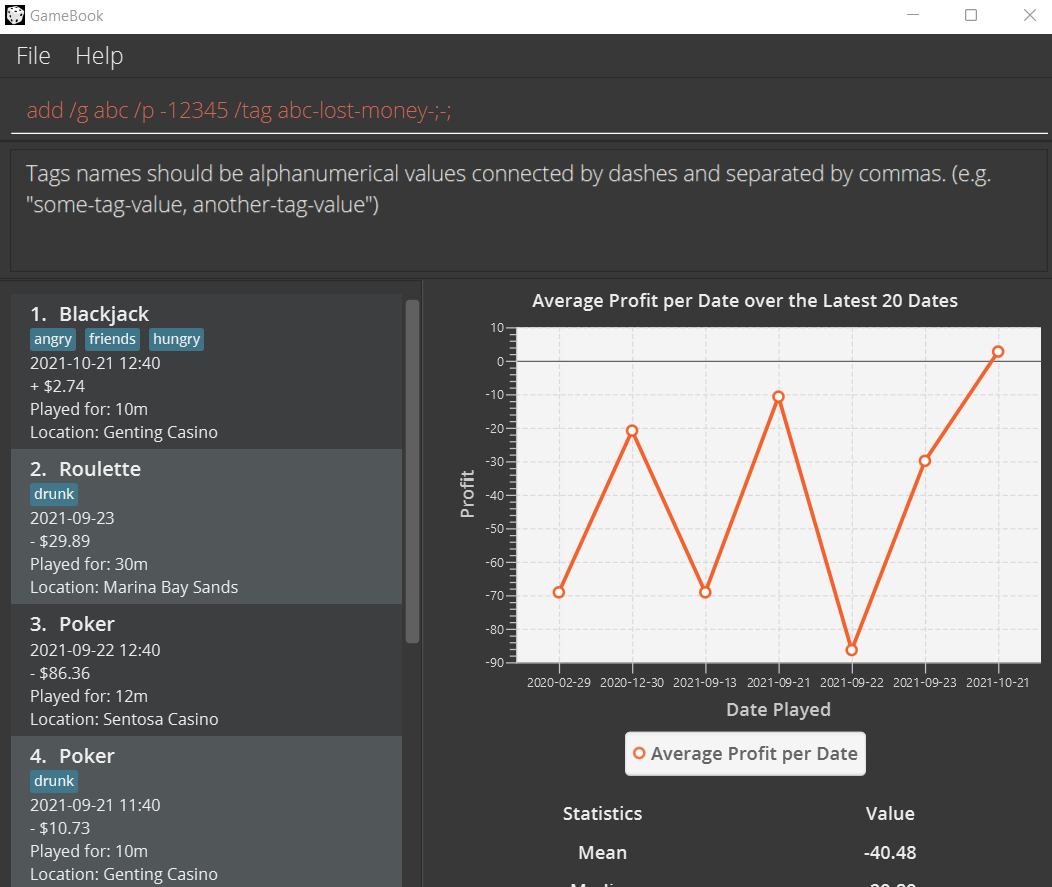 GameBook
File Help
add /g abc /p -12345 /tag abc-lost-money-;-;
Tags names should be alphanumerical values connected by dashes and separated by commas. (e.g.
"some-tag-value, another-tag-value")
1. Blackjack
angry friends hungry
2021-10-21 12:40
+ $2.74
Played for: 10m
Location: Genting Casino
2. Roulette
drunk
2021-09-23
- $29.89
Played for: 30m
Location: Marina Bay Sands
3. Poker
2021-09-22 12:40
- $86.36
Played for: 12m
Location: Sentosa Casino
4. Poker
drunk
2021-09-21 11:40
- $10.73
Played for: 10m
Location: Genting Casino
Average Profit per Date over the Latest 20 Dates
Profit
10
0
-10
-20
-30
-40
-50
-60
-70
-80
-90
2020-02-29 2020-12-30 2021-09-13 2021-09-21 2021-09-22 2021-09-23 2021-10-21
Date Played
Average Profit per Date
Statistics Value
Mean -40.48